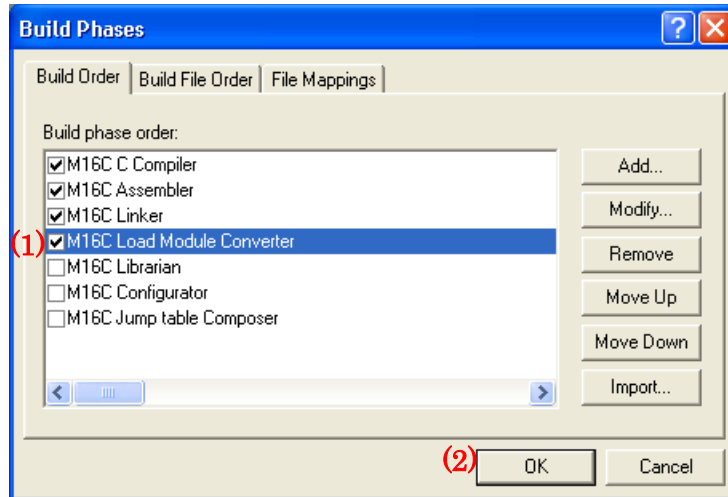 Build Phases
Build Order Build File Order File Mappings
Build phase order:
M16C C Compiler
M16C Assembler
M16C Linker
(1) M16C Load Module Converter
M16C Librarian
M16C Configurator
M16C Jump table Composer
Add...
Modify...
Remove
Move Up
Move Down
Import...
(2) OK Cancel